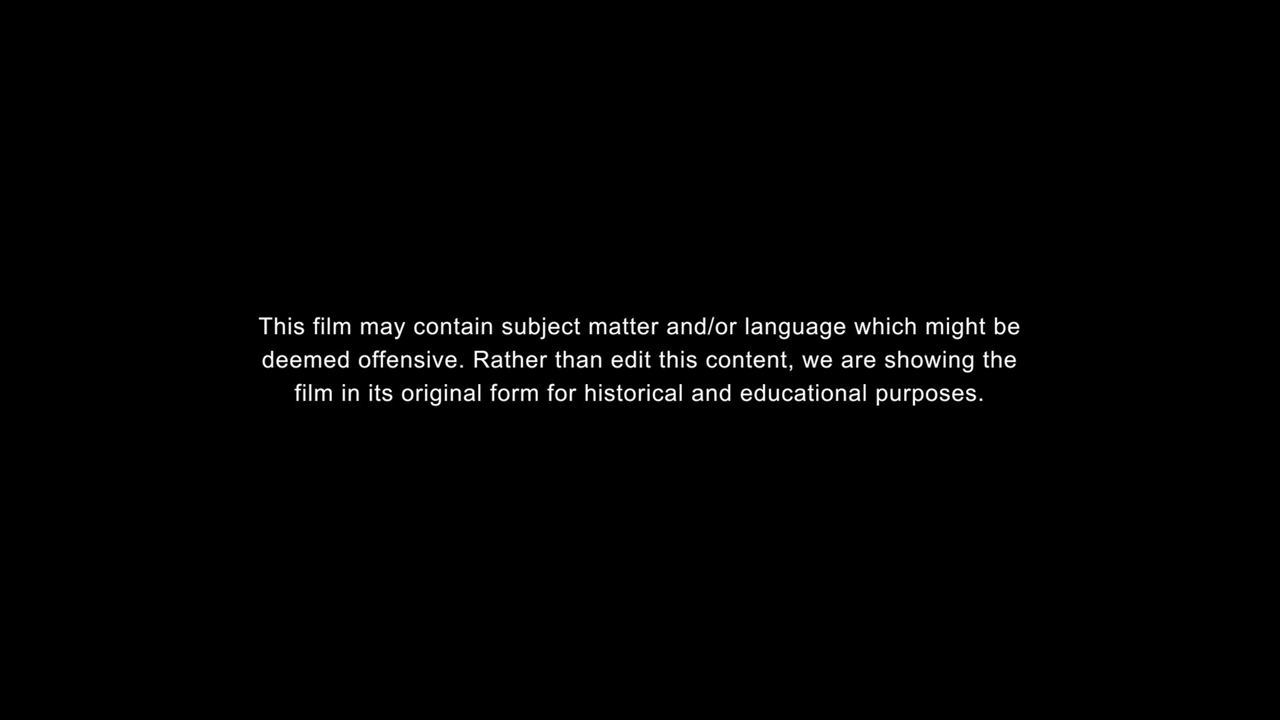 This film may contain subject matter and/or language which might be
deemed offensive. Rather than edit this content, we are showing the
film in its original form for historical and educational purposes.